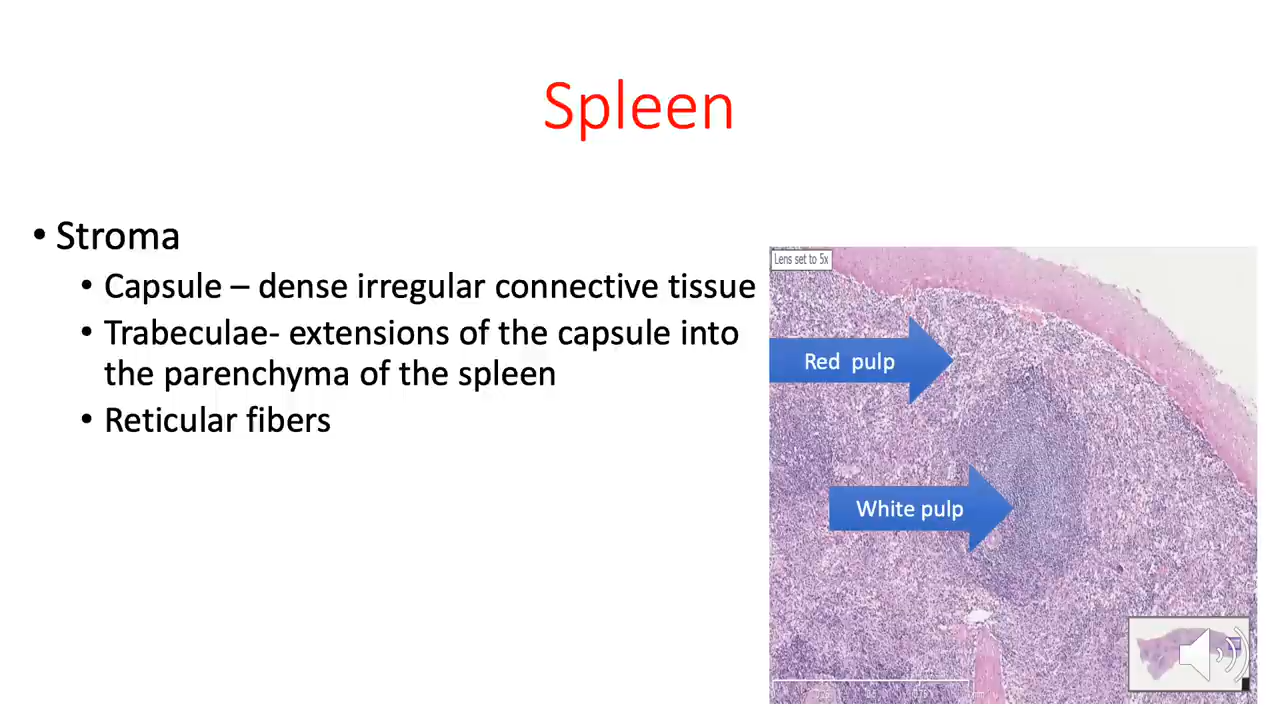 Spleen
• Stroma
• Capsule – dense irregular connective tissue
• Trabeculae- extensions of the capsule into
the parenchyma of the spleen
• Reticular fibers
Lens set to 5x
Red pulp
White pulp